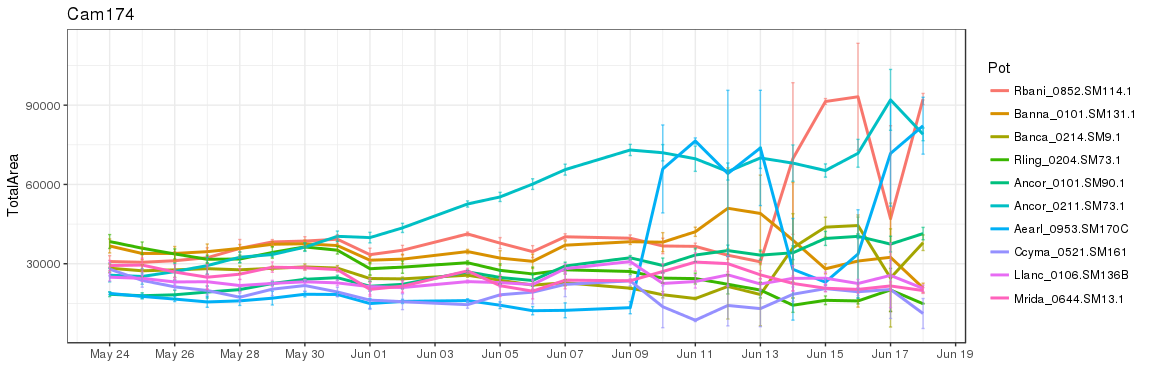 Cam174
TotalArea
90000
60000
30000
May 24 May 26 May 28 May 30 Jun 01 Jun 03 Jun 05 Jun 07 Jun 09 Jun 11 Jun 13 Jun 15 Jun 17 Jun 19
Pot
Rbani_0852.SM114.1
Banna_0101.SM131.1
Banca_0214.SM9.1
Rling_0204.SM73.1
Ancor_0101.SM90.1
Ancor_0211.SM73.1
Aearl_0953.SM170C
Ccyma_0521.SM161
Llanc_0106.SM136B
Mrida_0644.SM13.1